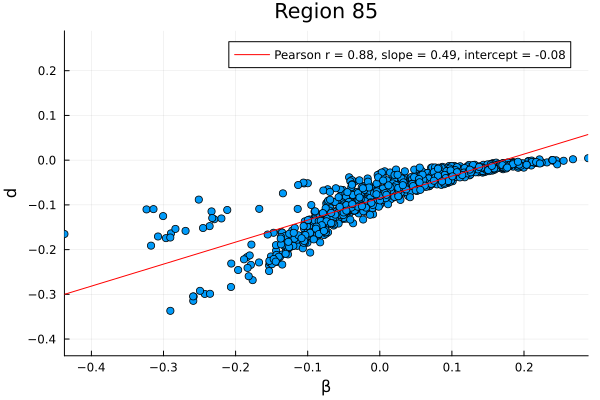 Region 85
Pearson r = 0.88, slope = 0.49, intercept = -0.08
0.2
0.1
0.0
−0.1
−0.2
−0.3
−0.4
d
−0.4 −0.3 −0.2 −0.1 0.0 0.1 0.2
β